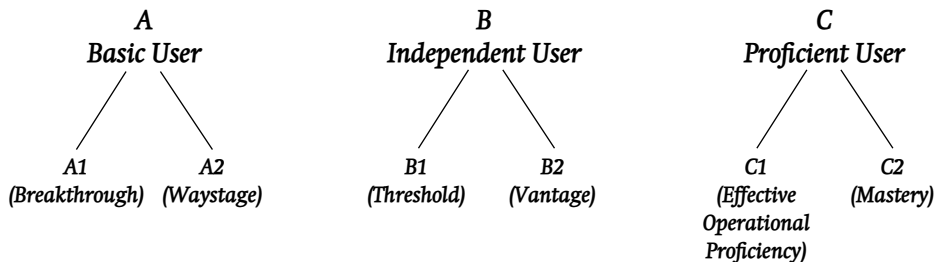 A
Basic User
B
Independent User
C
Proficient User
A1
(Breakthrough)
A2
(Waystage)
B1
(Threshold)
B2
(Vantage)
C1
(Effective
Operational
Proficiency)
C2
(Mastery)